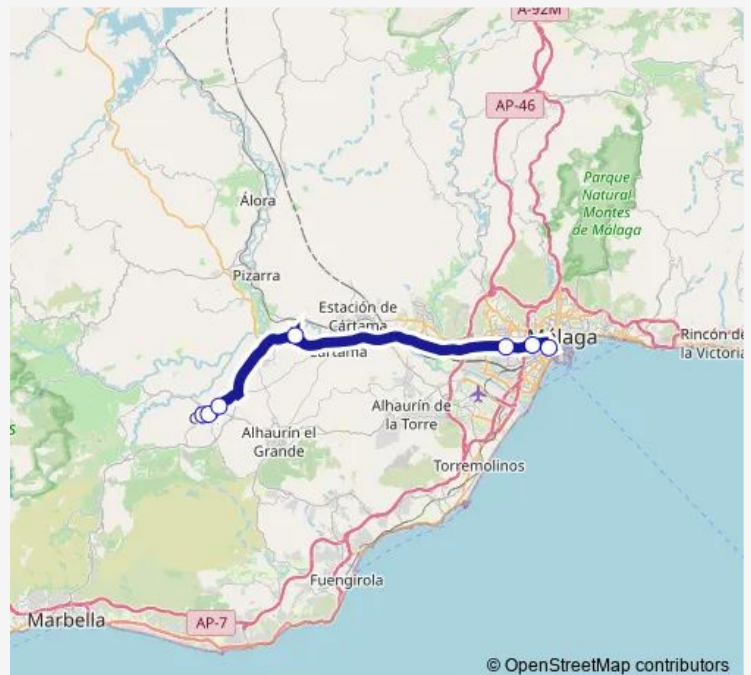 A-92M
AP-46
Parque
Natural
Montes
de Málaga
Álora
Pizarra
Estación de
Cártama
Cártama
Málaga
Rincón de
la Victoria
Alhaurín de
la Torre
Alhaurín el
Grande
Torremolinos
Fuengirola
AP-7
Marbella
s
© OpenStreetMap contributors